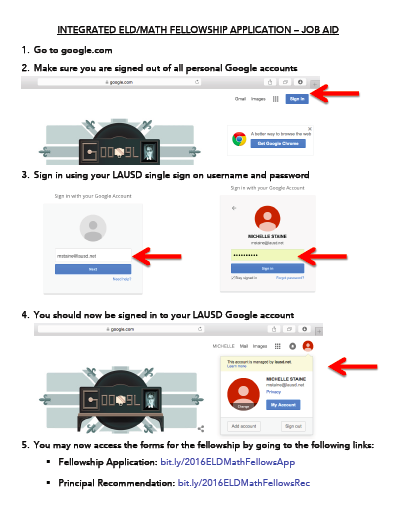 INTEGRATED ELD/MATH FELLOWSHIP APPLICATION – JOB AID
1. Go to google.com
2. Make sure you are signed out of all personal Google accounts
google.com
Gmail Images Sign in
A better way to browse the web
Get Google Chrome
3. Sign in using your LAUSD single sign on username and password
Sign in with your Google Account
Sign in with your Google Account
MICHELLE STAINE
mstaine@lausd.net
mstaine@lausd.net
Next
Need help?
Sign in
Stay signed in Forgot password?
4. You should now be signed in to your LAUSD Google account
google.com
MICHELLE Mail Images
This account is managed by lausd.net.
Learn more
MICHELLE STAINE
mstaine@lausd.net
Privacy
My Account
Change
Add account Sign out
5. You may now access the forms for the fellowship by going to the following links:
▪ Fellowship Application: bit.ly/2016ELDMathFellowsApp
▪ Principal Recommendation: bit.ly/2016ELDMathFellowsRec